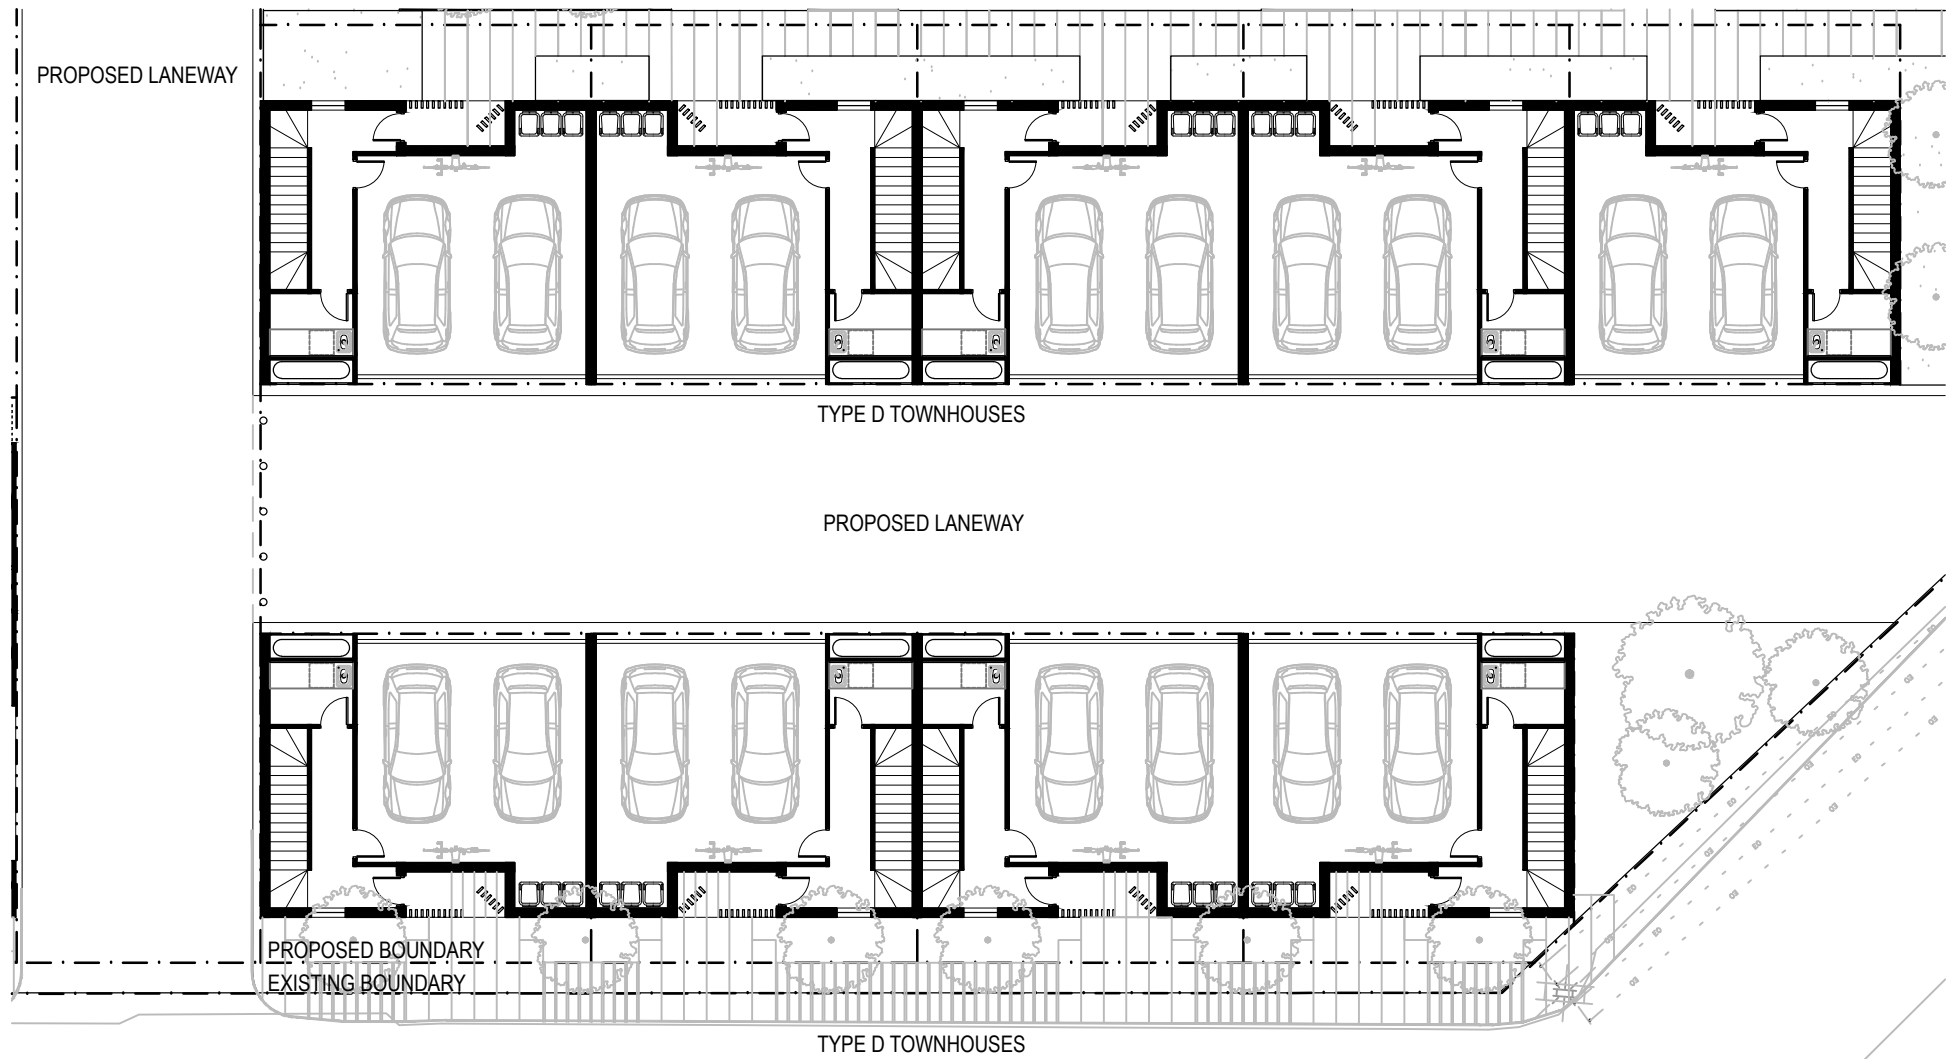 PROPOSED LANEWAY
TYPE D TOWNHOUSES
PROPOSED LANEWAY
PROPOSED BOUNDARY
EXISTING BOUNDARY
TYPE D TOWNHOUSES